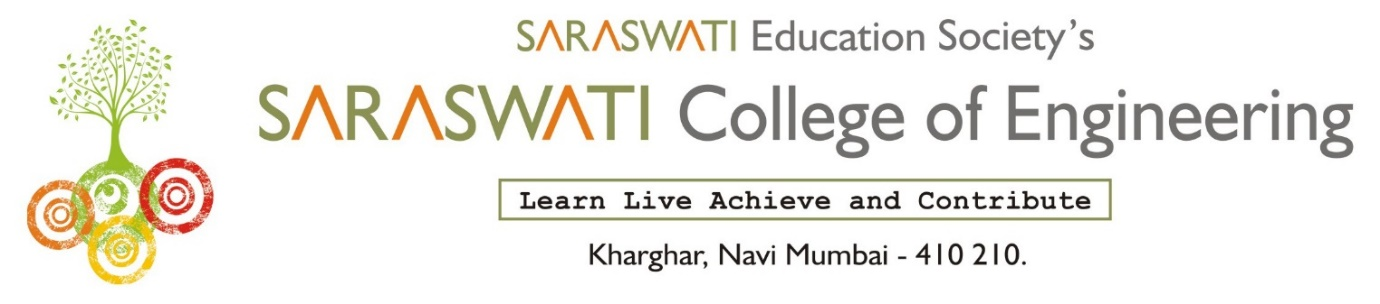 SARASWATI Education Society's
SARASWATI College of Engineering
Learn Live Achieve and Contribute
Kharghar, Navi Mumbai - 410 210.